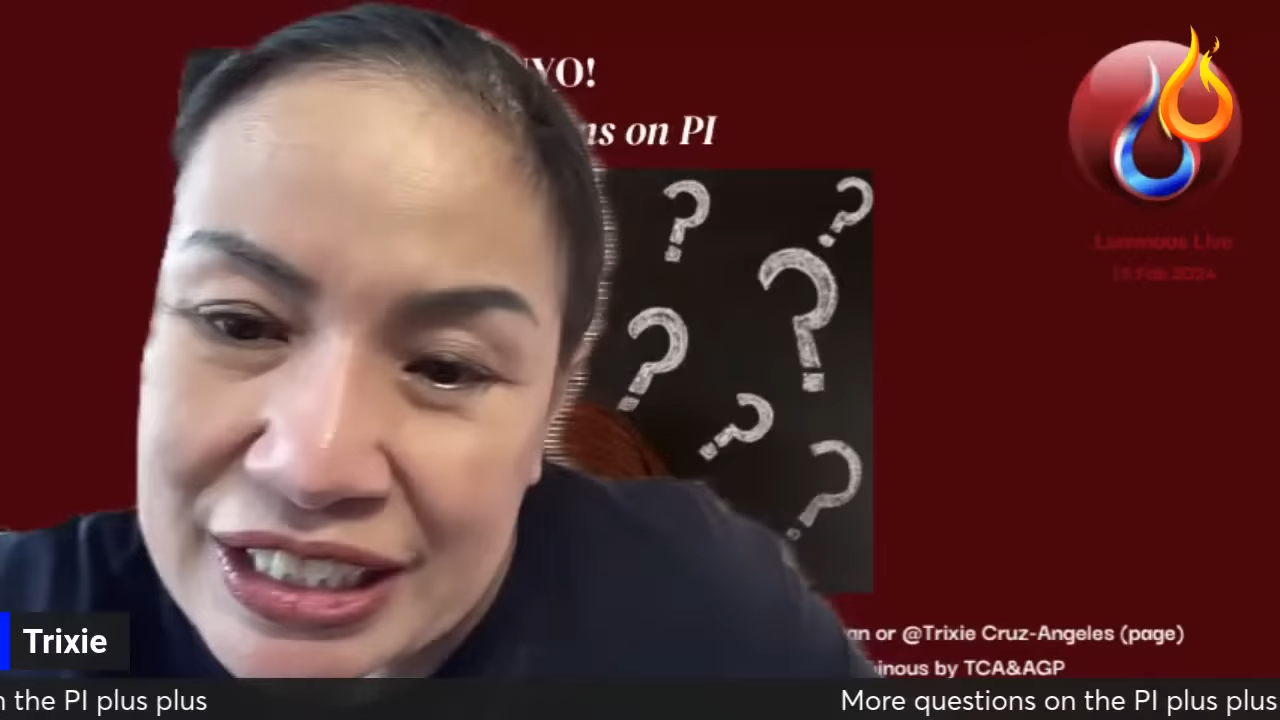 YO!
ns on PI
Luminous Live
19 Feb 2024
Trixie
an or @Trixie Cruz-Angeles (page)
inous by TCA&AGP
n the PI plus plus
More questions on the PI plus plus